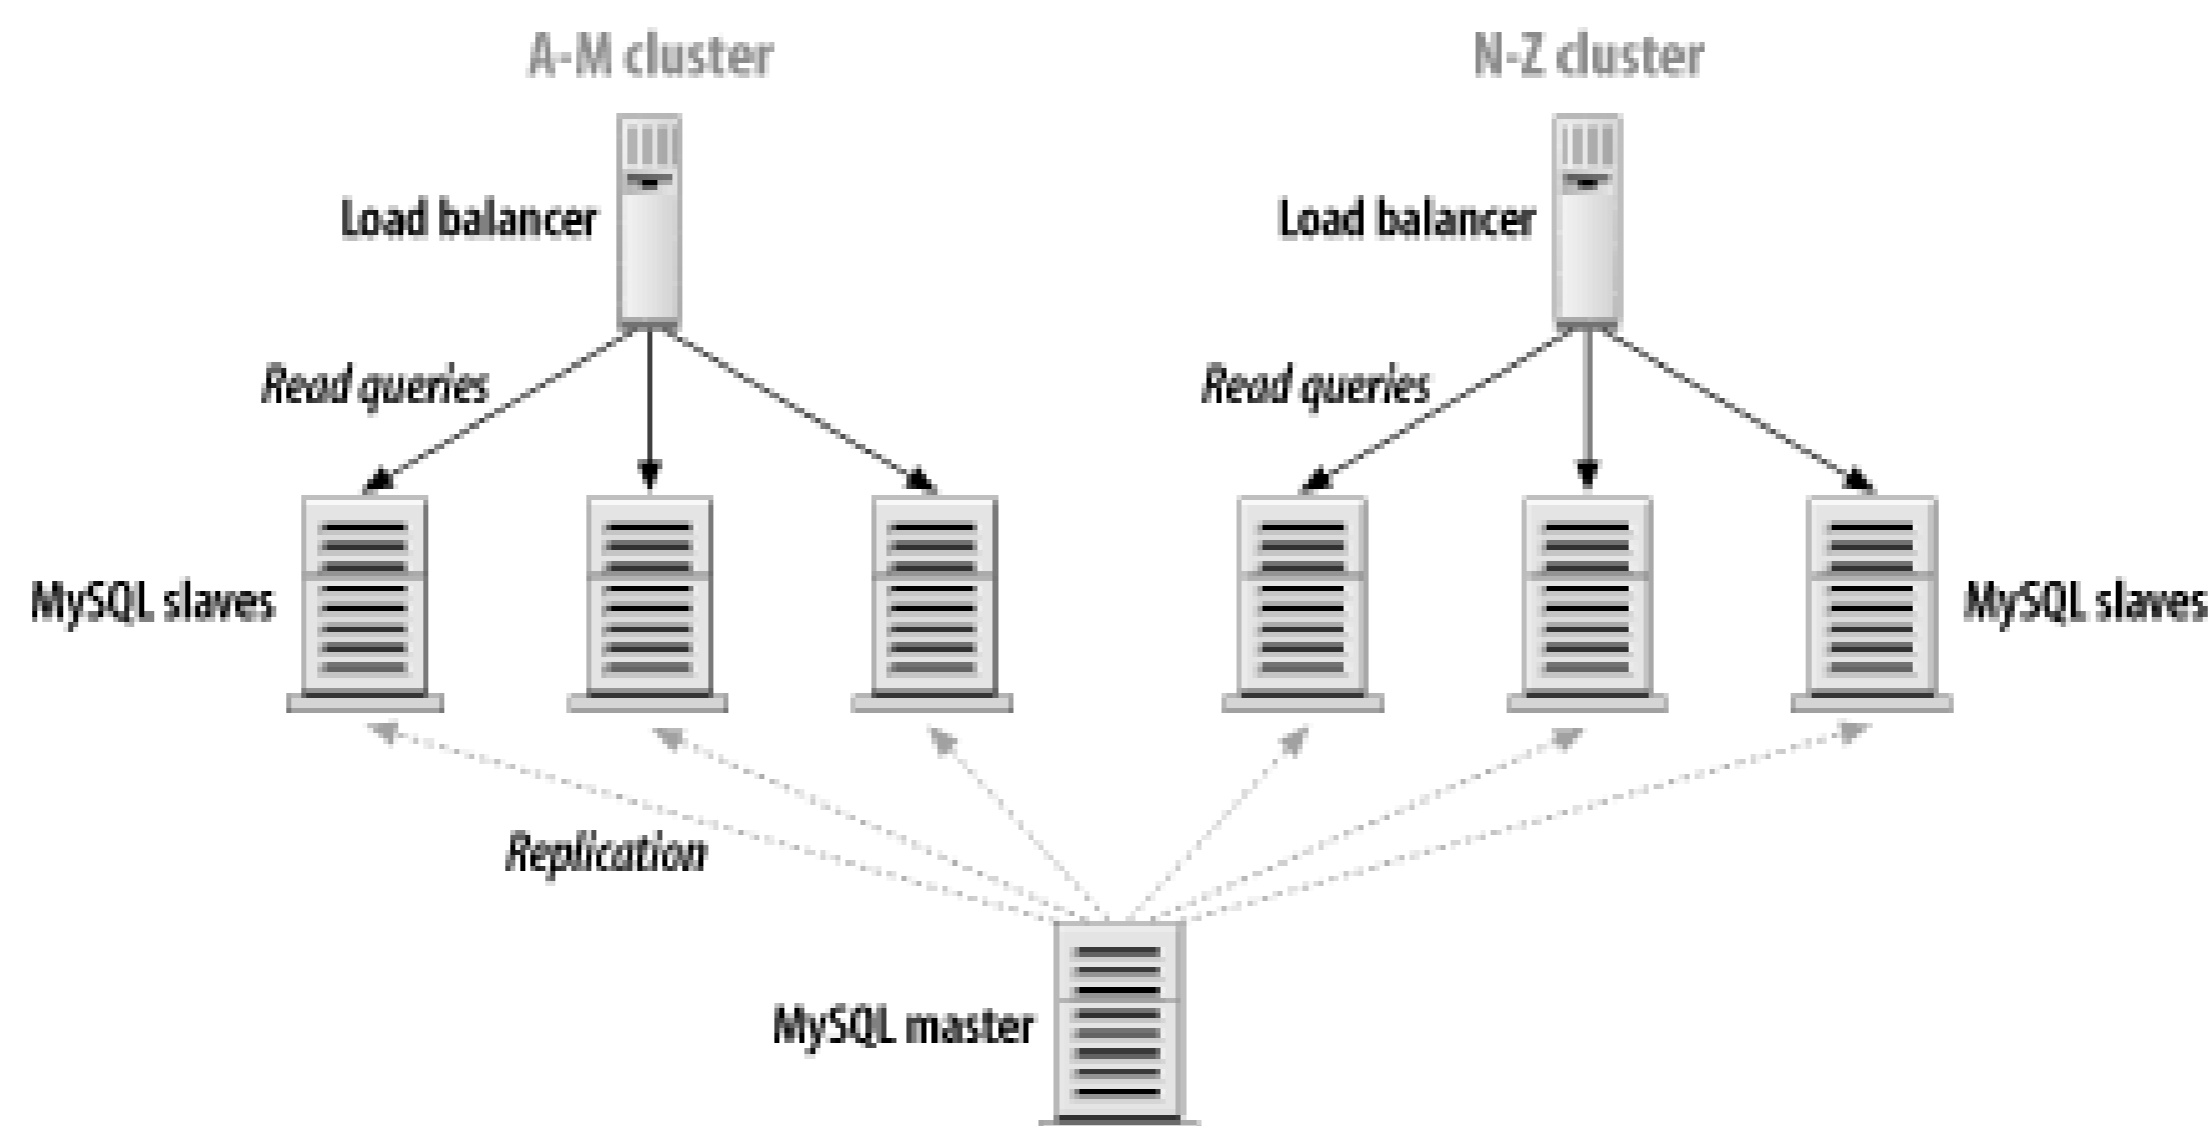 A-M cluster
N-Z cluster
Load balancer
Load balancer
Read queries
Read queries
MySQL slaves
MySQL slaves
Replication
MySQL master